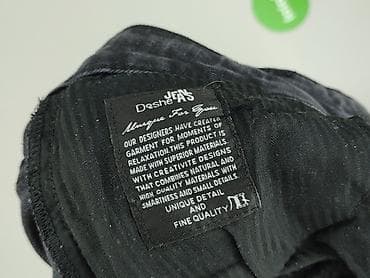 Deshe
JEANS
Unique For You
OUR DESIGNERS HAVE CREATED
GARMENT FOR MOMENTS OF
RELAXATION. THIS PRODUCT IS
MADE WITH SUPERIOR MATERIALS.
WITH CREATIVITE DESIGNS
THAT COMBINES NATURAL AND
HIGH QUALITY MATERIALS WITH
SMARTNESS AND SMALL DETAILS.
UNIQUE DETAIL
AND
FINE QUALITY